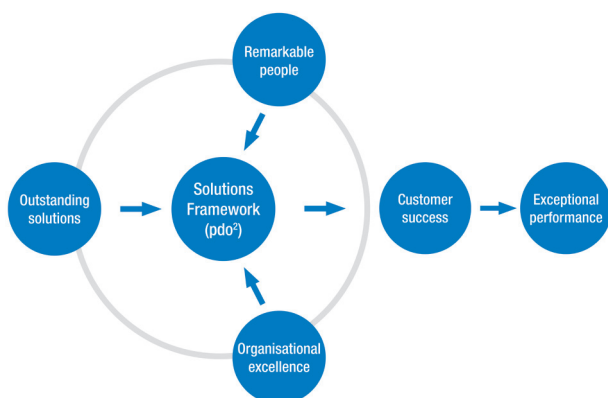 Remarkable
people
Outstanding
solutions
Solutions
Framework
(pdo²)
Customer
success
Exceptional
performance
Organisational
excellence